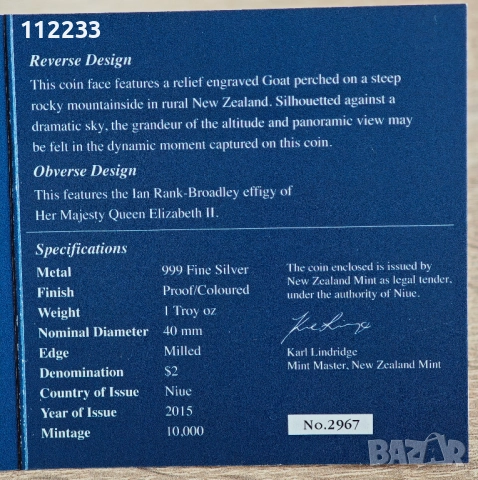 112233
Reverse Design
This coin face features a relief engraved Goat perched on a steep
rocky mountainside in rural New Zealand. Silhouetted against a
dramatic sky, the grandeur of the altitude and panoramic view may
be felt in the dynamic moment captured on this coin.
Obverse Design
This features the Ian Rank-Broadley effigy of
Her Majesty Queen Elizabeth II.
Specifications
Metal 999 Fine Silver
Finish Proof/Coloured
Weight 1 Troy oz
Nominal Diameter 40 mm
Edge Milled
Denomination $2
Country of Issue Niue
Year of Issue 2015
Mintage 10,000
The coin enclosed is issued by
New Zealand Mint as legal tender,
under the authority of Niue.
Karl Lindridge
Mint Master, New Zealand Mint
No.2967
BAZAR